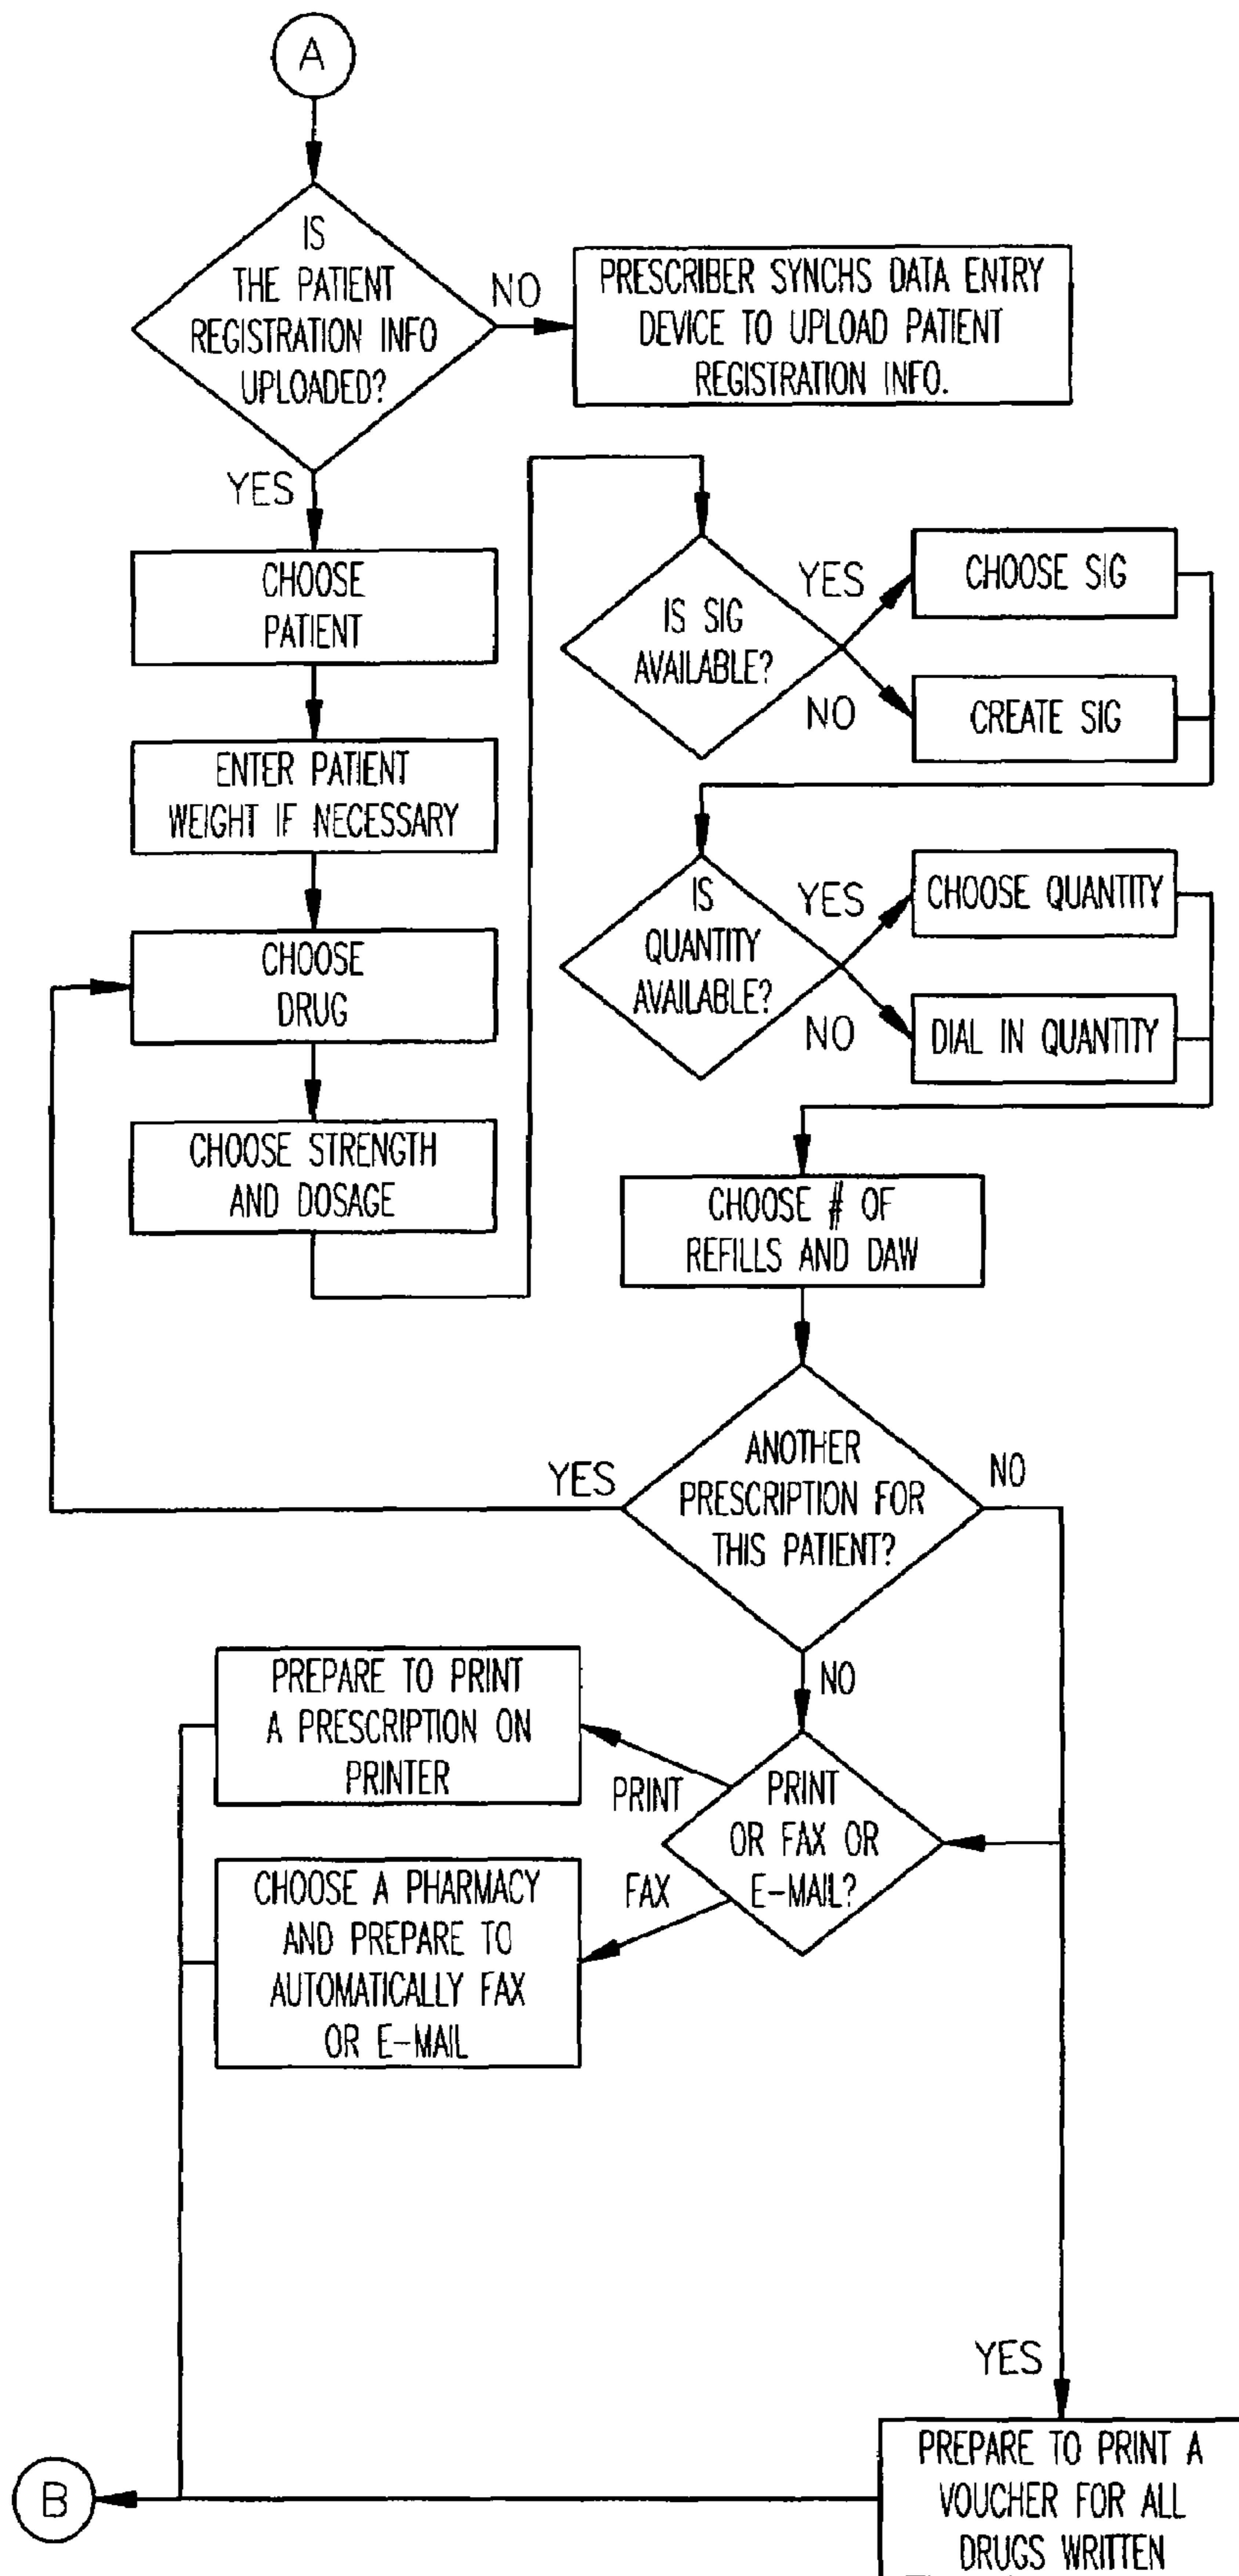 A
IS
THE PATIENT
REGISTRATION INFO
UPLOADED?
NO
PRESCRIBER SYNCHS DATA ENTRY
DEVICE TO UPLOAD PATIENT
REGISTRATION INFO.
YES
CHOOSE
PATIENT
ENTER PATIENT
WEIGHT IF NECESSARY
CHOOSE
DRUG
CHOOSE STRENGTH
AND DOSAGE
IS SIG
AVAILABLE?
YES
CHOOSE SIG
NO
CREATE SIG
IS
QUANTITY
AVAILABLE?
YES
CHOOSE QUANTITY
NO
DIAL IN QUANTITY
CHOOSE # OF
REFILLS AND DAW
ANOTHER
PRESCRIPTION FOR
THIS PATIENT?
YES
NO
NO
PRINT
OR FAX OR
E-MAIL?
PRINT
PREPARE TO PRINT
A PRESCRIPTION ON
PRINTER
FAX
CHOOSE A PHARMACY
AND PREPARE TO
AUTOMATICALLY FAX
OR E-MAIL
YES
PREPARE TO PRINT A
VOUCHER FOR ALL
DRUGS WRITTEN
B